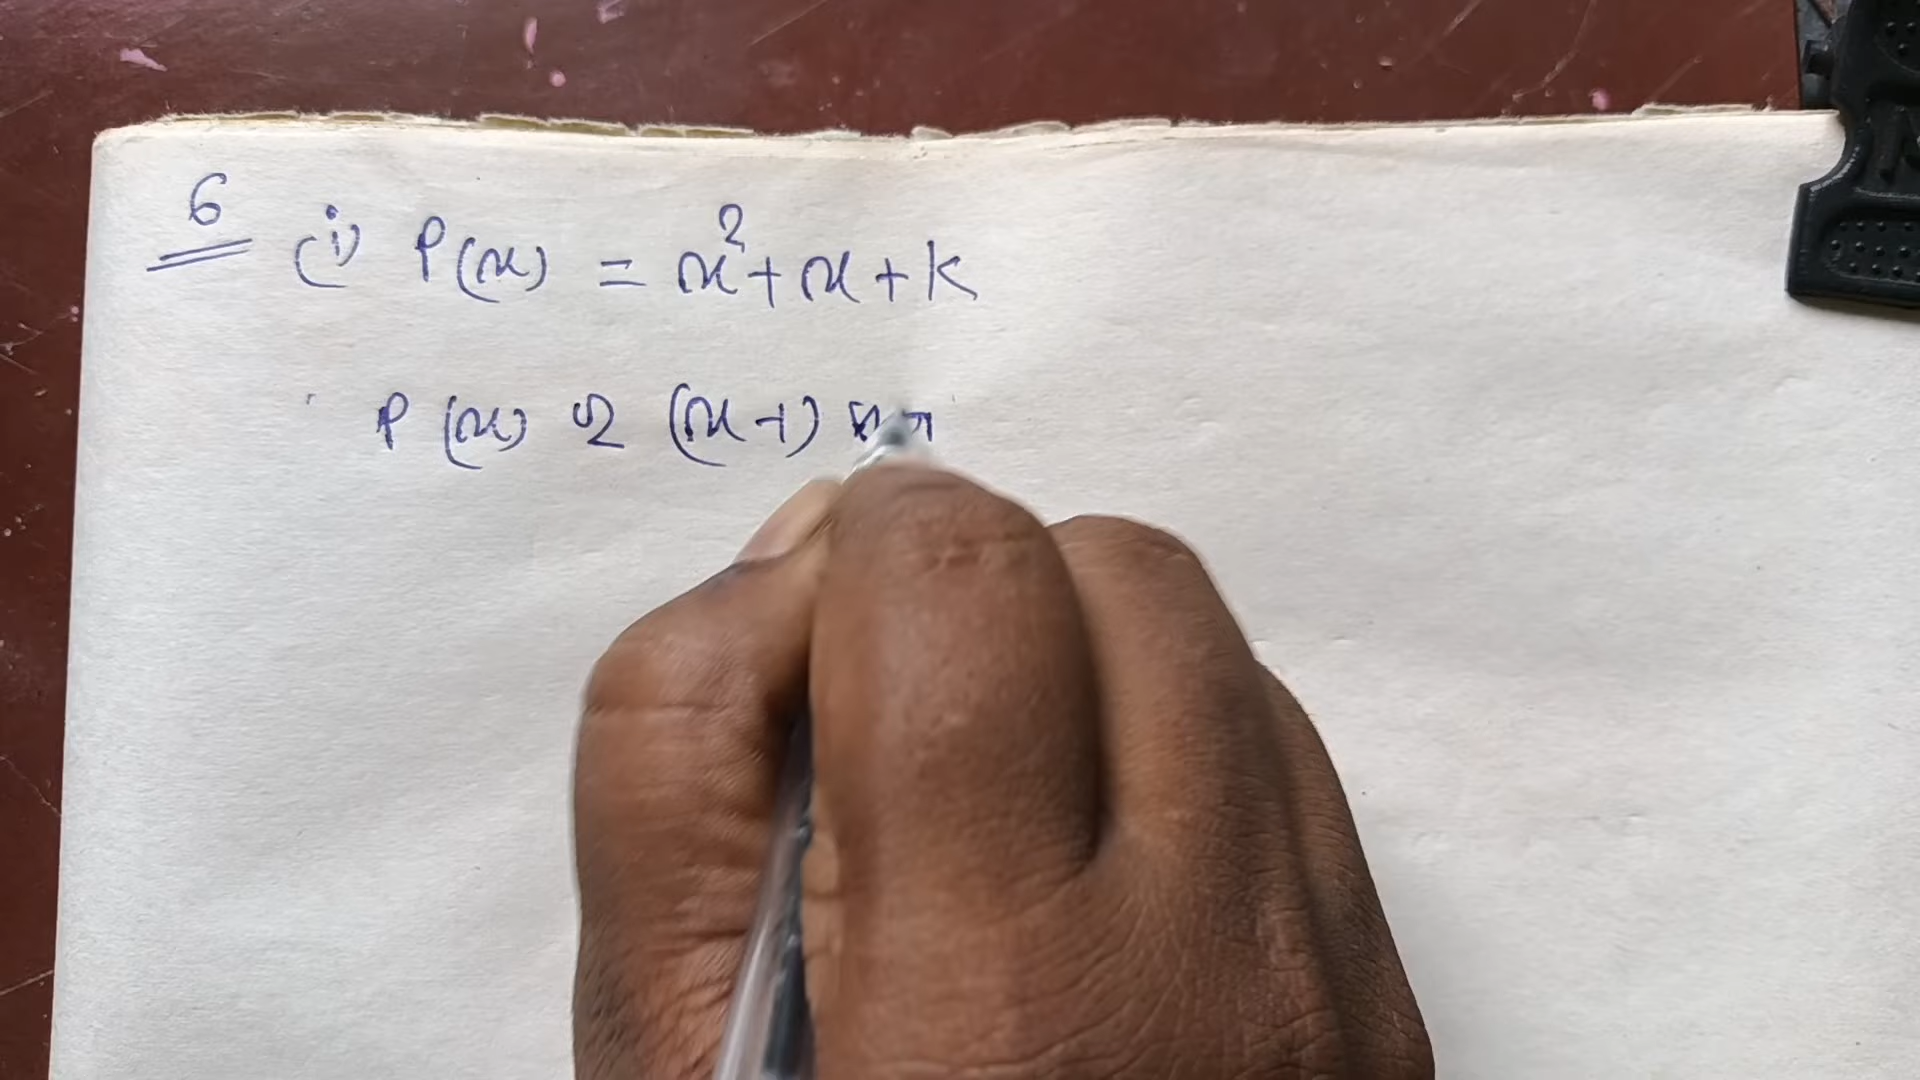 6 (i) P(x) = x² + x + k
P(x) ର (x-1)